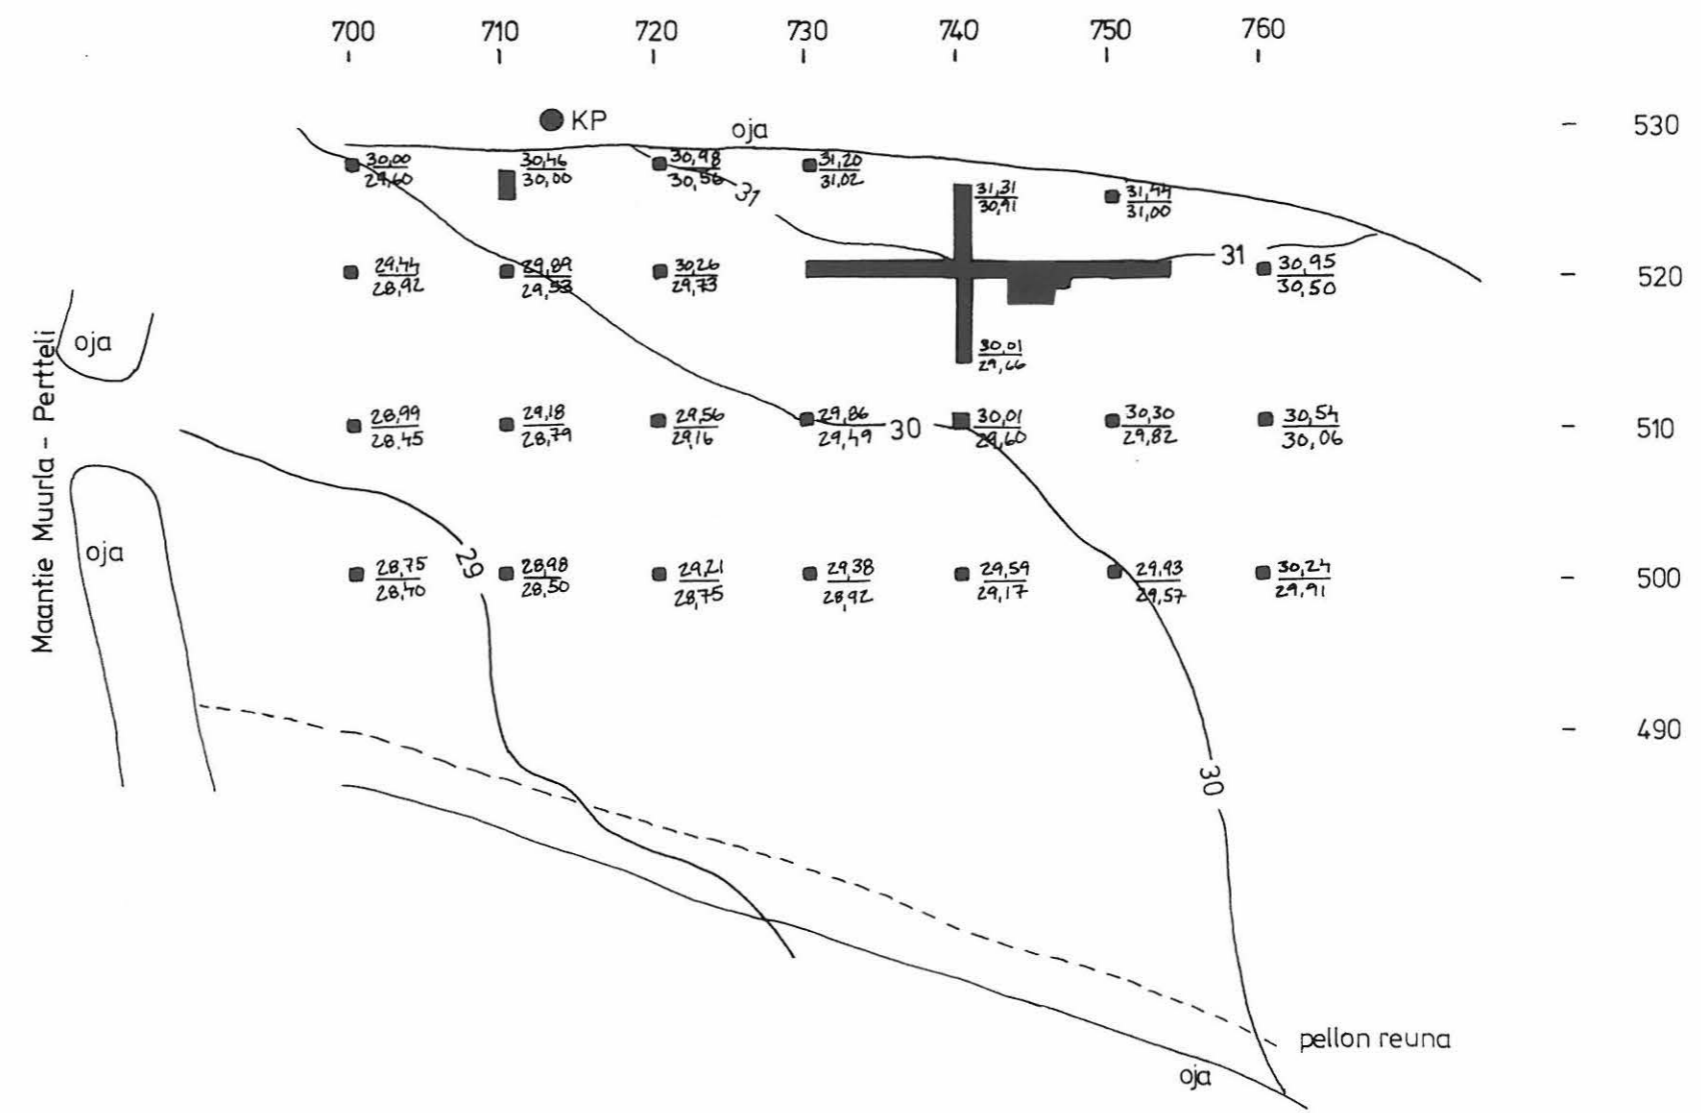 700 710 720 730 740 750 760
KP
oja
530
30,00 30,46 30,98 31,20
29,60 30,00 30,56 31,02
31
31,31 31,44
30,91 31,00
31
29,44 29,89 30,26 30,95
28,92 29,53 29,73 30,50
520
oja
Maantie Muurla - Pertteli
30,01
29,66
28,99 29,18 29,56 29,86 30 30,01 30,30 30,54
28,45 28,79 29,16 29,49 29,60 29,82 30,06
510
oja
29
28,75 28,98 29,21 29,38 29,59 29,93 30,24
28,40 28,50 28,75 28,92 29,17 29,57 29,91
500
490
30
pellon reuna
oja